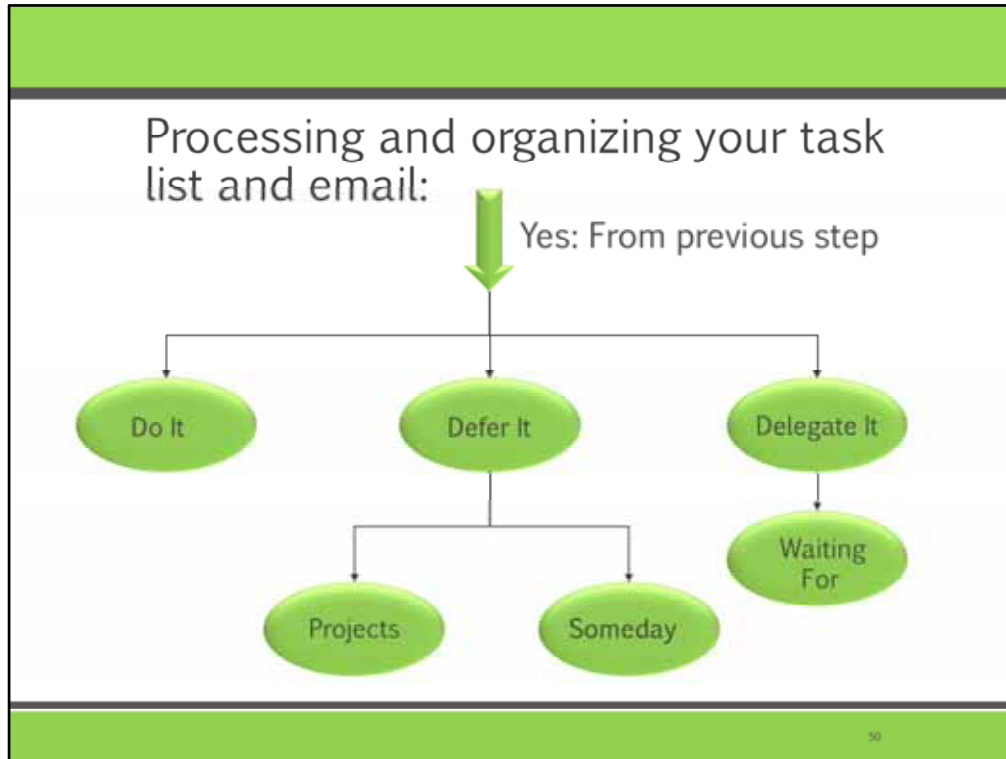 Processing and organizing your task
list and email:
Yes: From previous step
Do It
Defer It
Delegate It
Waiting
For
Projects
Someday
50